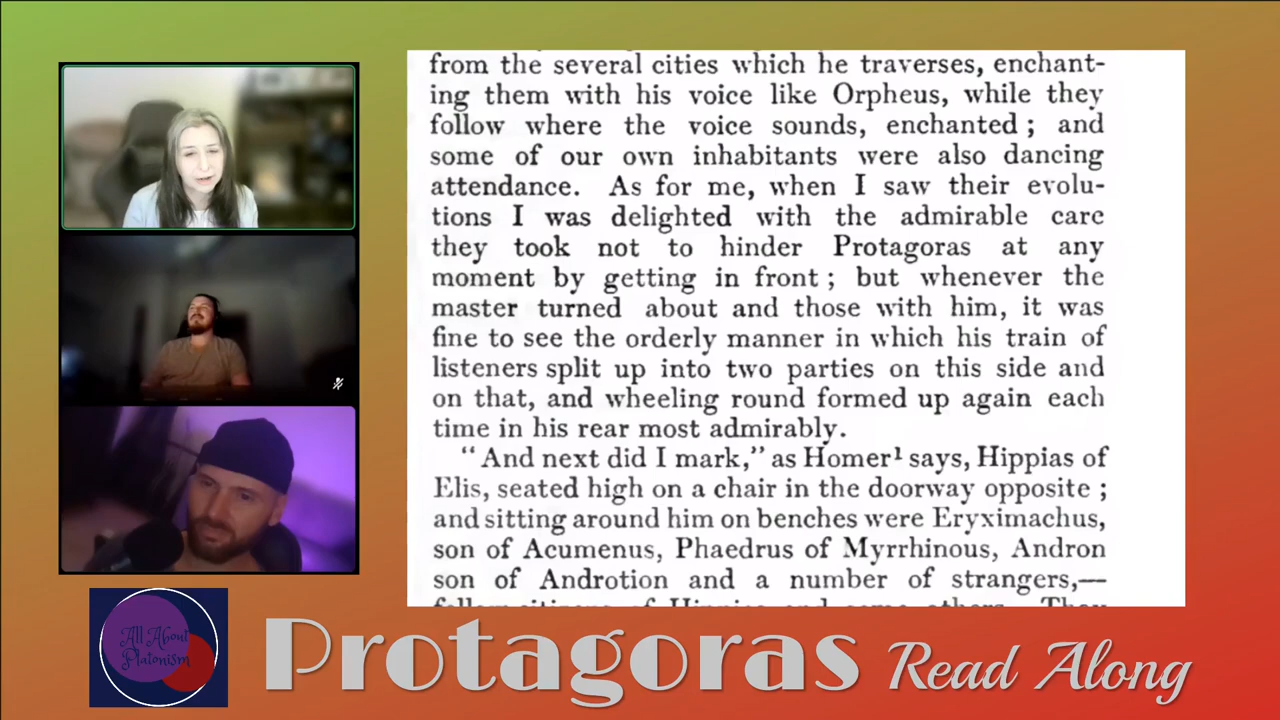 from the several cities which he traverses, enchant-
ing them with his voice like Orpheus, while they
follow where the voice sounds, enchanted ; and
some of our own inhabitants were also dancing
attendance. As for me, when I saw their evolu-
tions I was delighted with the admirable care
they took not to hinder Protagoras at any
moment by getting in front ; but whenever the
master turned about and those with him, it was
fine to see the orderly manner in which his train of
listeners split up into two parties on this side and
on that, and wheeling round formed up again each
time in his rear most admirably.
“And next did I mark,” as Homer¹ says, Hippias of
Elis, seated high on a chair in the doorway opposite ;
and sitting around him on benches were Eryximachus,
son of Acumenus, Phaedrus of Myrrhinous, Andron
son of Androtion and a number of strangers,—
All About
Platonism
Protagoras Read Along